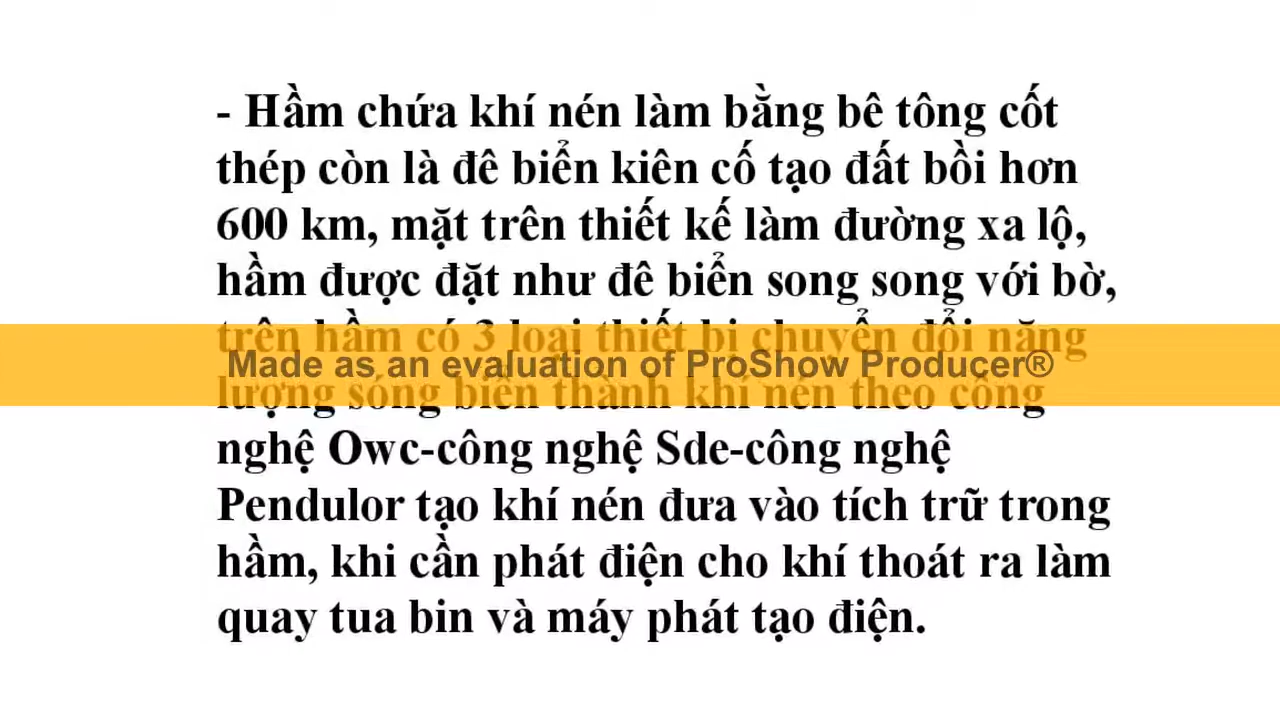 - Hầm chứa khí nén làm bằng bê tông cốt
thép còn là đê biển kiên cố tạo đất bồi hơn
600 km, mặt trên thiết kế làm đường xa lộ,
hầm được đặt như đê biển song song với bờ,
trên hầm có 3 loại thiết bị chuyển đổi năng
Made as an evaluation of ProShow Producer®
lượng sóng biển thành khí nén theo công
nghệ Owc-công nghệ Sde-công nghệ
Pendulor tạo khí nén đưa vào tích trữ trong
hầm, khi cần phát điện cho khí thoát ra làm
quay tua bin và máy phát tạo điện.